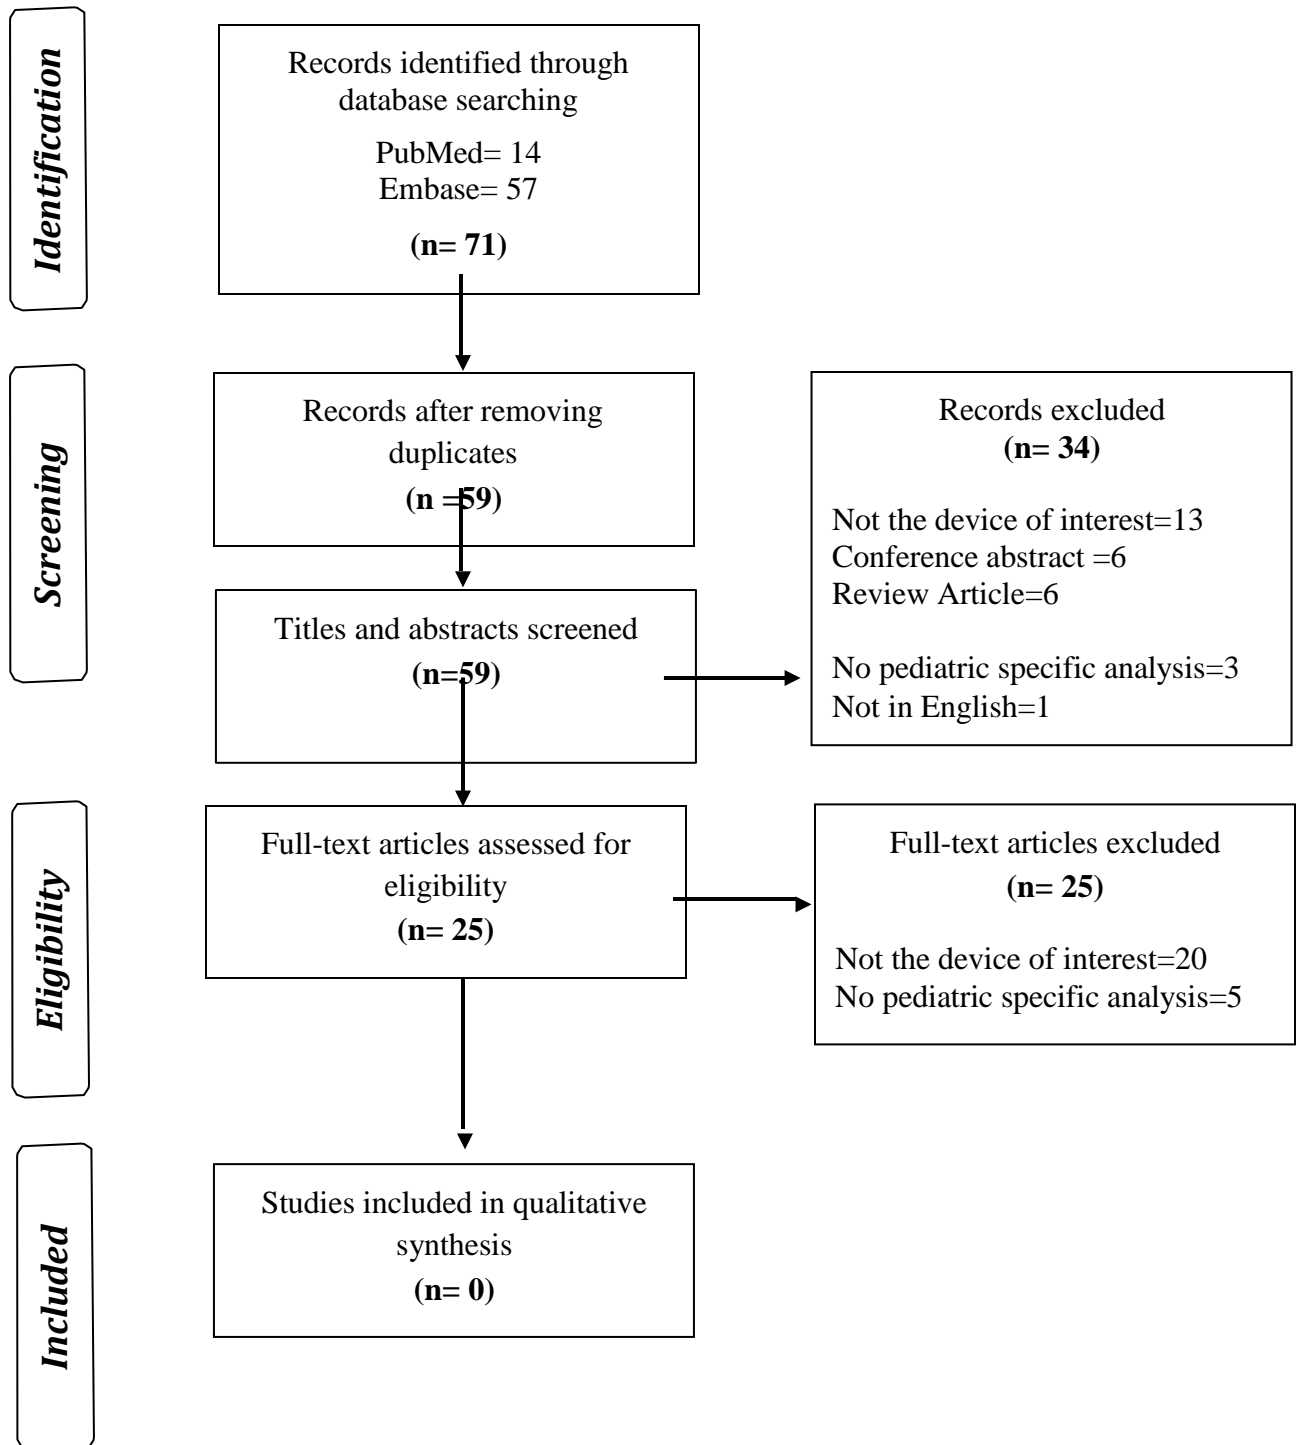 Identification
Records identified through
database searching
PubMed= 14
Embase= 57
(n= 71)
Screening
Records after removing
duplicates
(n =59)
Records excluded
(n= 34)
Not the device of interest=13
Conference abstract =6
Review Article=6
No pediatric specific analysis=3
Not in English=1
Titles and abstracts screened
(n=59)
Eligibility
Full-text articles assessed for
eligibility
(n= 25)
Full-text articles excluded
(n= 25)
Not the device of interest=20
No pediatric specific analysis=5
Included
Studies included in qualitative
synthesis
(n= 0)